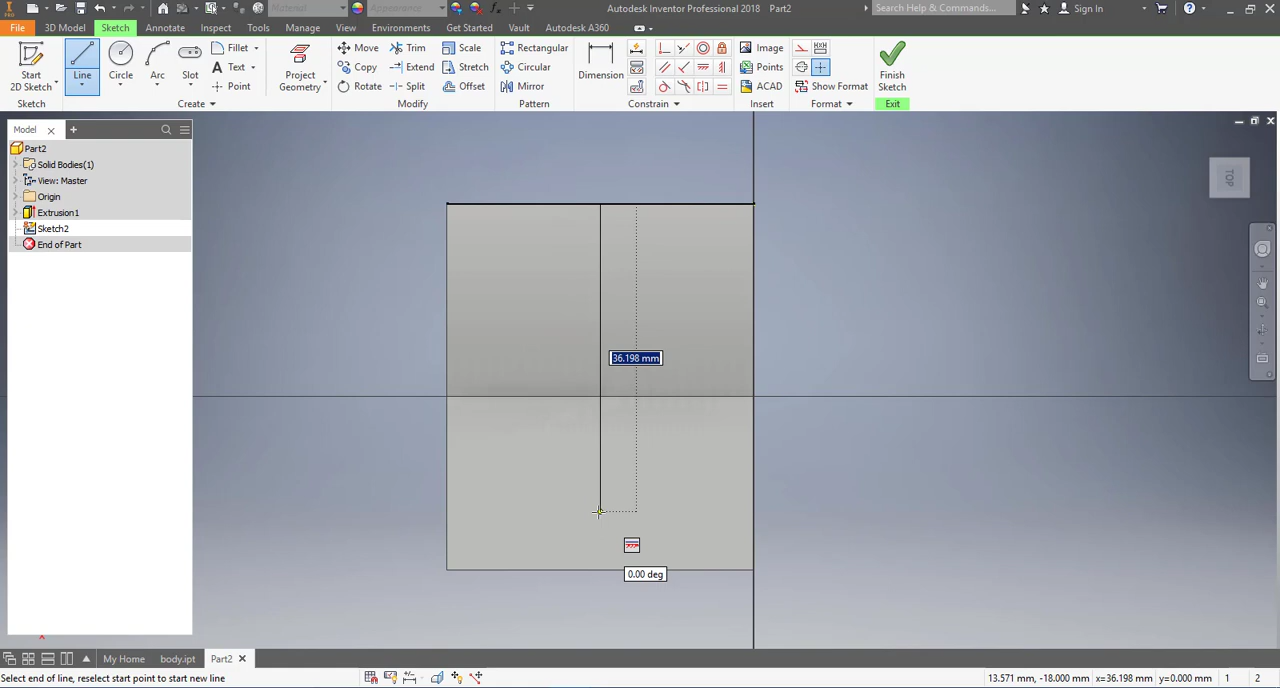 Material
Appearance
Autodesk Inventor Professional 2018 Part2
Search Help & Commands...
Sign In
PRO
File
3D Model
Sketch
Annotate
Inspect
Tools
Manage
View
Environments
Get Started
Vault
Autodesk A360
Start
2D Sketch
Line
Circle
Arc
Slot
Fillet
Text
Point
Project
Geometry
Move
Copy
Rotate
Trim
Extend
Split
Scale
Stretch
Offset
Rectangular
Circular
Mirror
Dimension
Image
Points
ACAD
Show Format
Finish
Sketch
Sketch
Create
Modify
Pattern
Constrain
Insert
Format
Exit
Model
Part2
Solid Bodies(1)
View: Master
Origin
Extrusion1
Sketch2
End of Part
TOP
36.198 mm
0.00 deg
My Home
body.ipt
Part2
Select end of line, reselect start point to start new line
13.571 mm, -18.000 mm
x=36.198 mm
y=0.000 mm
1
2